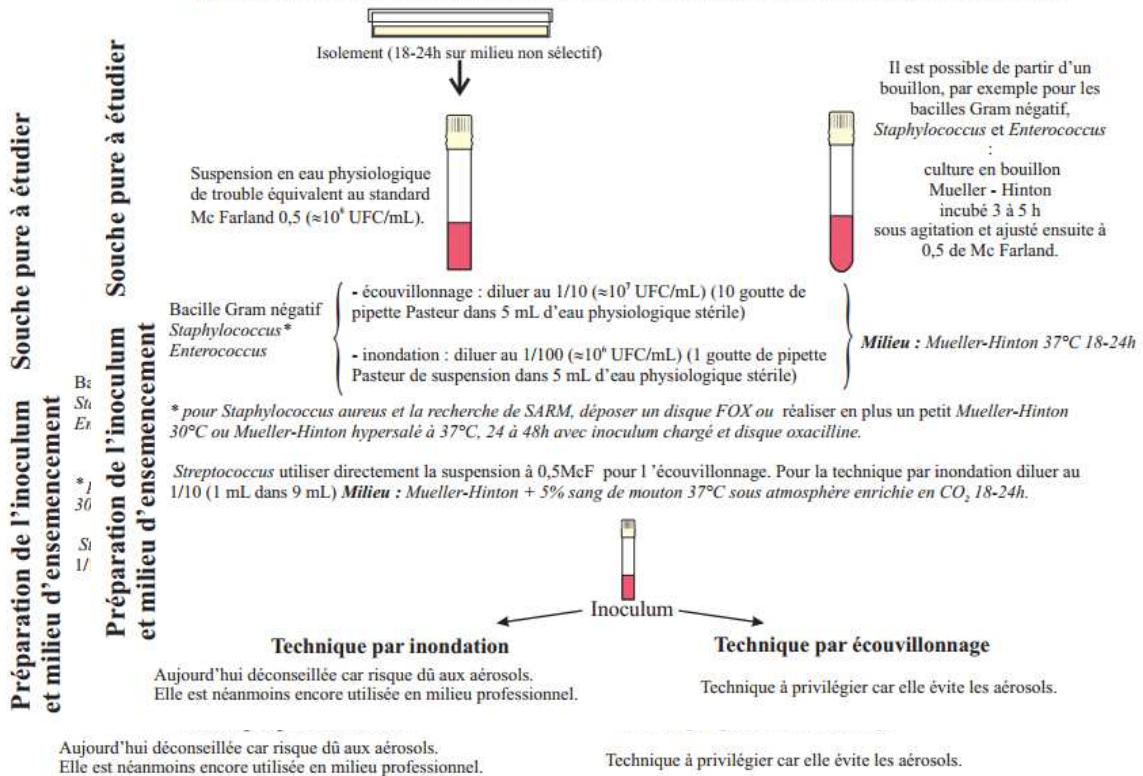 Isolement (18-24h sur milieu non sélectif)
Souche pure à étudier
Souche pure à étudier
Suspension en eau physiologique
de trouble équivalent au standard
Mc Farland 0,5 (≈10⁸ UFC/mL).
Il est possible de partir d'un
bouillon, par exemple pour les
bacilles Gram négatif,
Staphylococcus et Enterococcus
:
culture en bouillon
Mueller - Hinton
incubé 3 à 5 h
sous agitation et ajusté ensuite à
0,5 de Mc Farland.
Préparation de l'inoculum
et milieu d'ensemencement
Préparation de l'inoculum
et milieu d'ensemencement
Bacille Gram négatif
Staphylococcus*
Enterococcus
- écouvillonnage : diluer au 1/10 (≈10⁷ UFC/mL) (10 goutte de
pipette Pasteur dans 5 mL d'eau physiologique stérile)
- inondation : diluer au 1/100 (≈10⁶ UFC/mL) (1 goutte de pipette
Pasteur de suspension dans 5 mL d'eau physiologique stérile)
Milieu : Mueller-Hinton 37°C 18-24h
* pour Staphylococcus aureus et la recherche de SARM, déposer un disque FOX ou réaliser en plus un petit Mueller-Hinton
30°C ou Mueller-Hinton hypersalé à 37°C, 24 à 48h avec inoculum chargé et disque oxacilline.
Streptococcus utiliser directement la suspension à 0,5McF pour l 'écouvillonnage. Pour la technique par inondation diluer au
1/10 (1 mL dans 9 mL) Milieu : Mueller-Hinton + 5% sang de mouton 37°C sous atmosphère enrichie en CO₂ 18-24h.
Inoculum
Technique par inondation
Aujourd'hui déconseillée car risque dû aux aérosols.
Elle est néanmoins encore utilisée en milieu professionnel.
Technique par écouvillonnage
Technique à privilégier car elle évite les aérosols.
Aujourd'hui déconseillée car risque dû aux aérosols.
Elle est néanmoins encore utilisée en milieu professionnel.
Technique à privilégier car elle évite les aérosols.